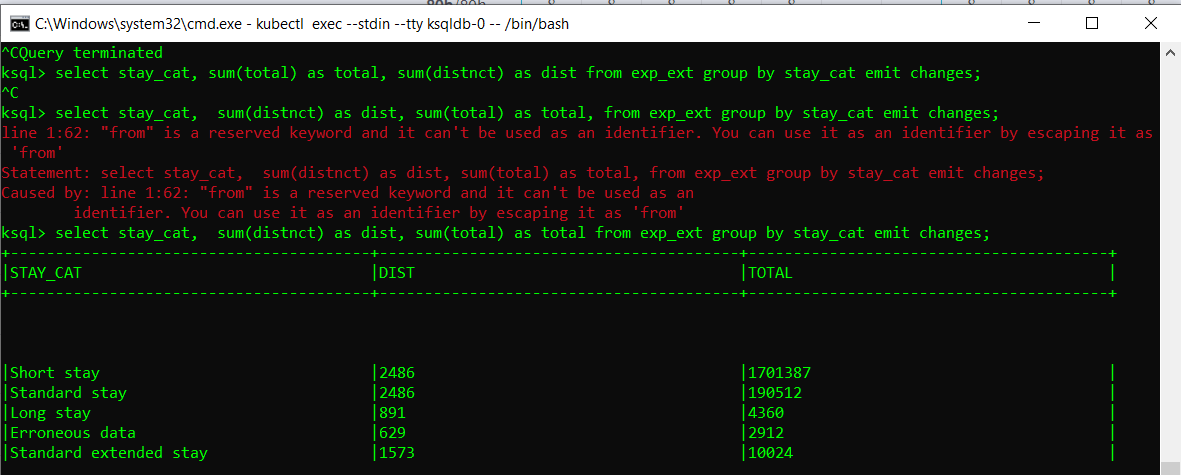 C:\Windows\system32\cmd.exe - kubectl  exec --stdin --tty ksqldb-0 -- /bin/bash
^CQuery terminated
ksql> select stay_cat, sum(total) as total, sum(distnct) as dist from exp_ext group by stay_cat emit changes;
^C
ksql> select stay_cat,  sum(distnct) as dist, sum(total) as total, from exp_ext group by stay_cat emit changes;
line 1:62: "from" is a reserved keyword and it can't be used as an identifier. You can use it as an identifier by escaping it as
 'from'
Statement: select stay_cat,  sum(distnct) as dist, sum(total) as total, from exp_ext group by stay_cat emit changes;
Caused by: line 1:62: "from" is a reserved keyword and it can't be used as an
        identifier. You can use it as an identifier by escaping it as 'from'
ksql> select stay_cat,  sum(distnct) as dist, sum(total) as total from exp_ext group by stay_cat emit changes;
+----------------------------------------+----------------------------------------+----------------------------------------+
|STAY_CAT |DIST |TOTAL |
+----------------------------------------+----------------------------------------+----------------------------------------+
|Short stay |2486 |1701387 |
|Standard stay |2486 |190512 |
|Long stay |891 |4360 |
|Erroneous data |629 |2912 |
|Standard extended stay |1573 |10024 |